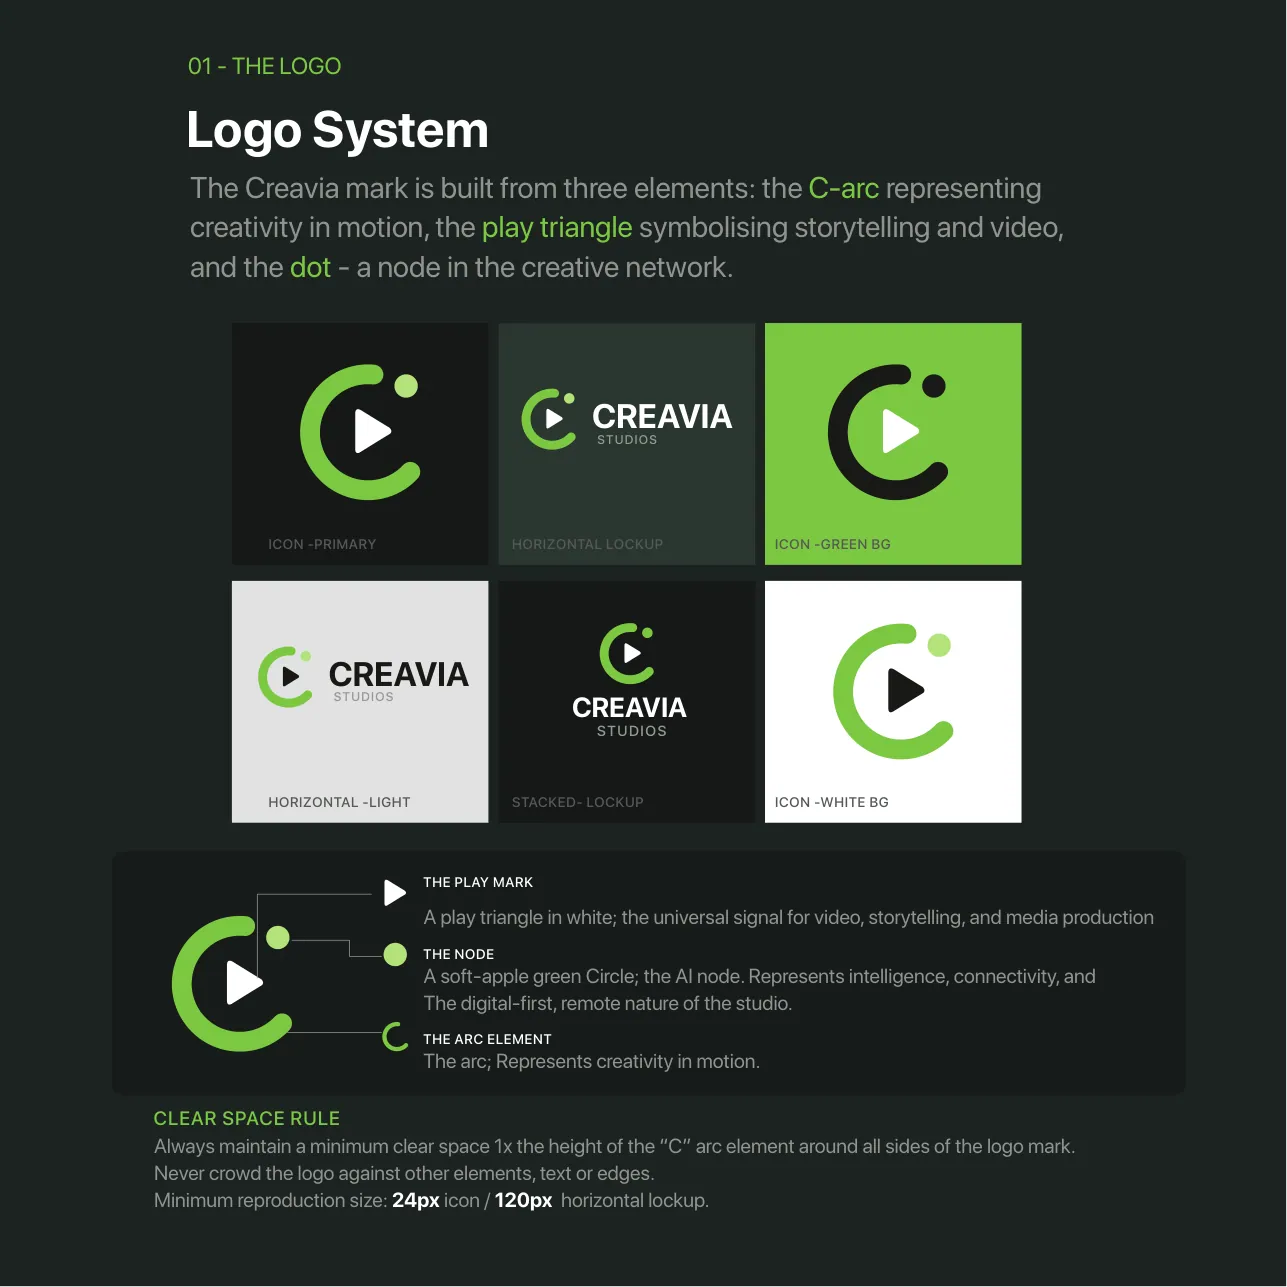 01 - THE LOGO
Logo System
The Creavia mark is built from three elements: the C-arc representing
creativity in motion, the play triangle symbolising storytelling and video,
and the dot - a node in the creative network.
CREAVIA
STUDIOS
ICON -PRIMARY
HORIZONTAL LOCKUP
ICON -GREEN BG
CREAVIA
STUDIOS
CREAVIA
STUDIOS
HORIZONTAL -LIGHT
STACKED- LOCKUP
ICON -WHITE BG
THE PLAY MARK
A play triangle in white; the universal signal for video, storytelling, and media production
THE NODE
A soft-apple green Circle; the AI node. Represents intelligence, connectivity, and
The digital-first, remote nature of the studio.
THE ARC ELEMENT
The arc; Represents creativity in motion.
CLEAR SPACE RULE
Always maintain a minimum clear space 1x the height of the “C” arc element around all sides of the logo mark.
Never crowd the logo against other elements, text or edges.
Minimum reproduction size: 24px icon / 120px horizontal lockup.